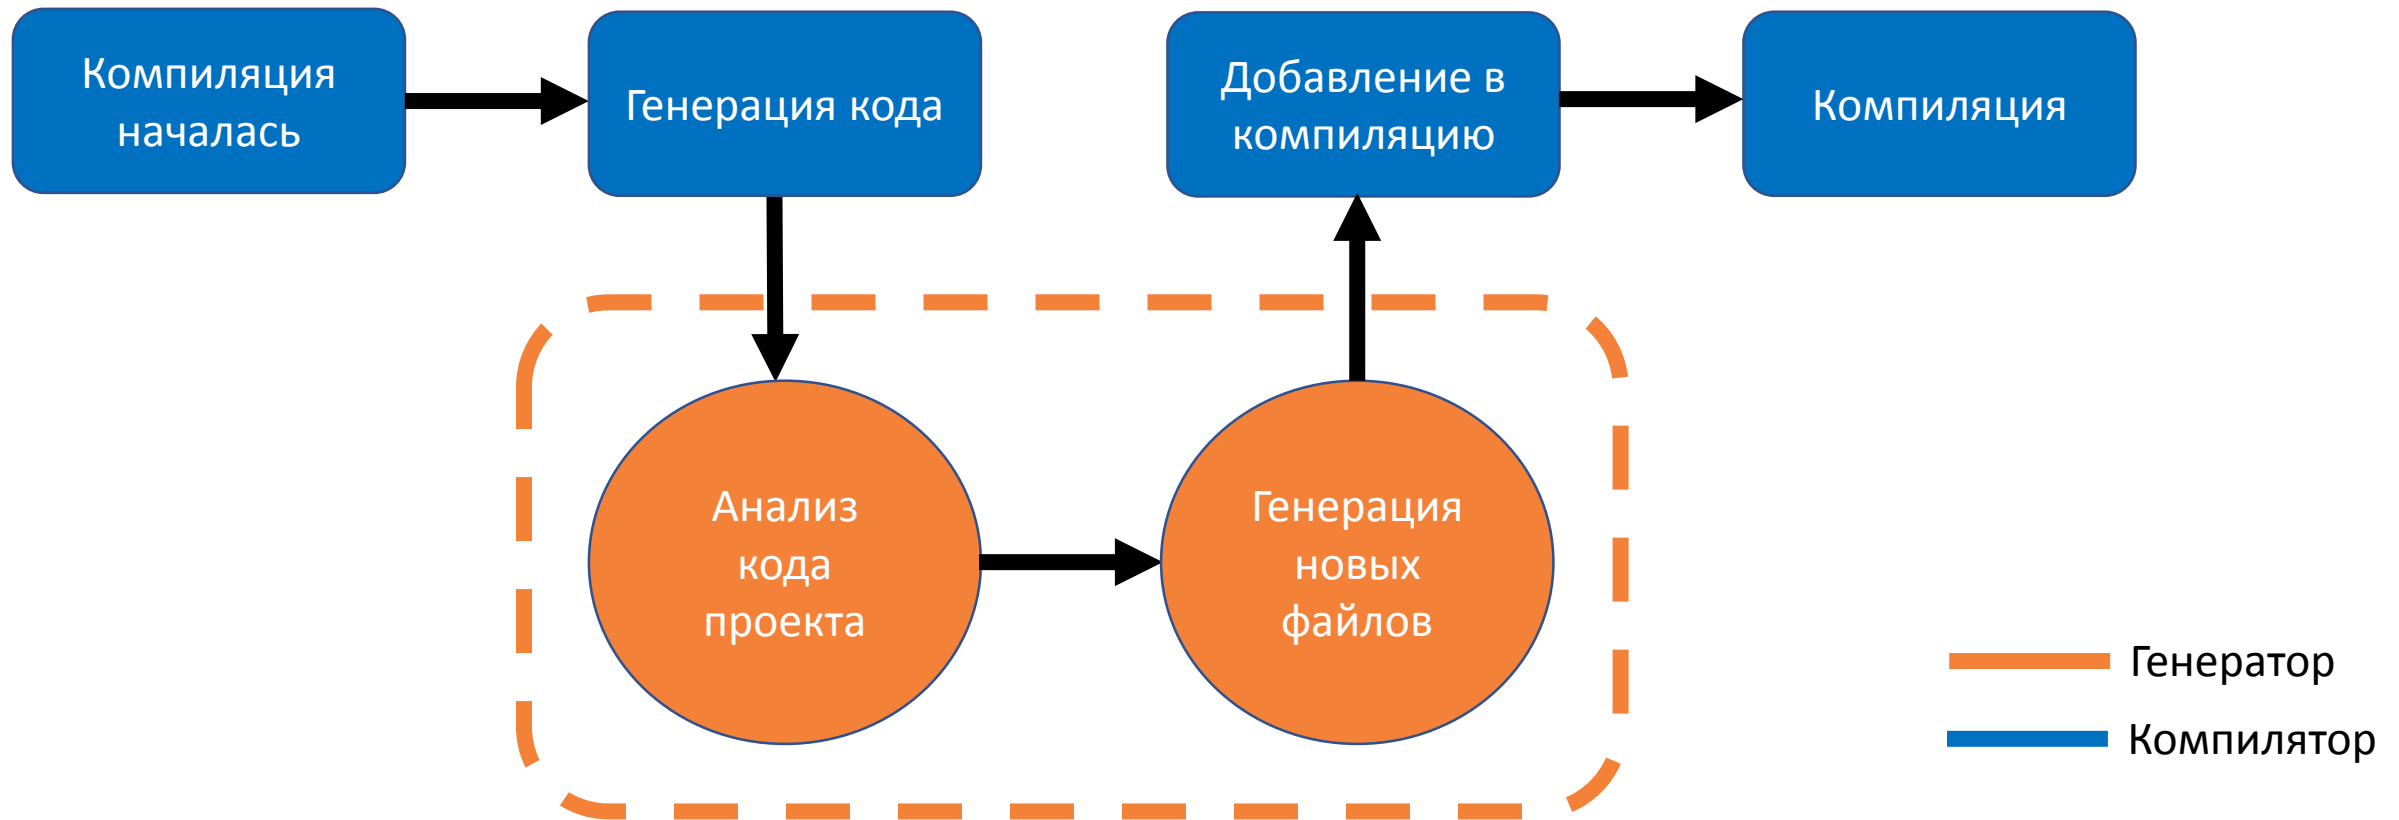 Компиляция
началась
Генерация кода
Добавление в
компиляцию
Компиляция
Анализ
кода
проекта
Генерация
новых
файлов
Генератор
Компилятор